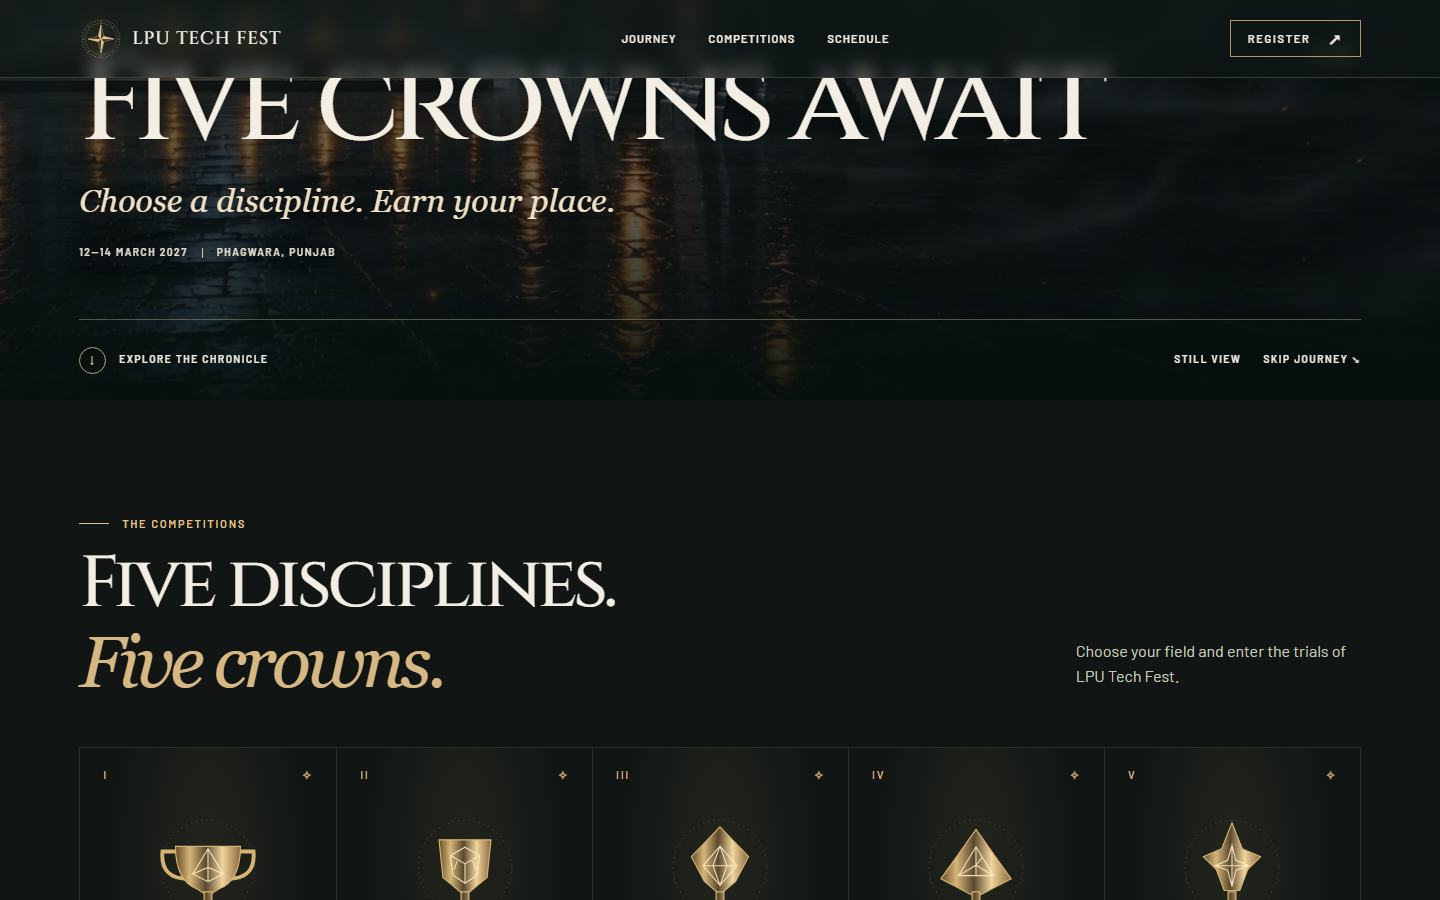 LPU TECH FEST
JOURNEY
COMPETITIONS
SCHEDULE
REGISTER ↗
FIVE CROWNS AWAIT
Choose a discipline. Earn your place.
12–14 MARCH 2027 | PHAGWARA, PUNJAB
↓ EXPLORE THE CHRONICLE
STILL VIEW
SKIP JOURNEY ↘
THE COMPETITIONS
FIVE DISCIPLINES.
Five crowns.
Choose your field and enter the trials of
LPU Tech Fest.
I
II
III
IV
V